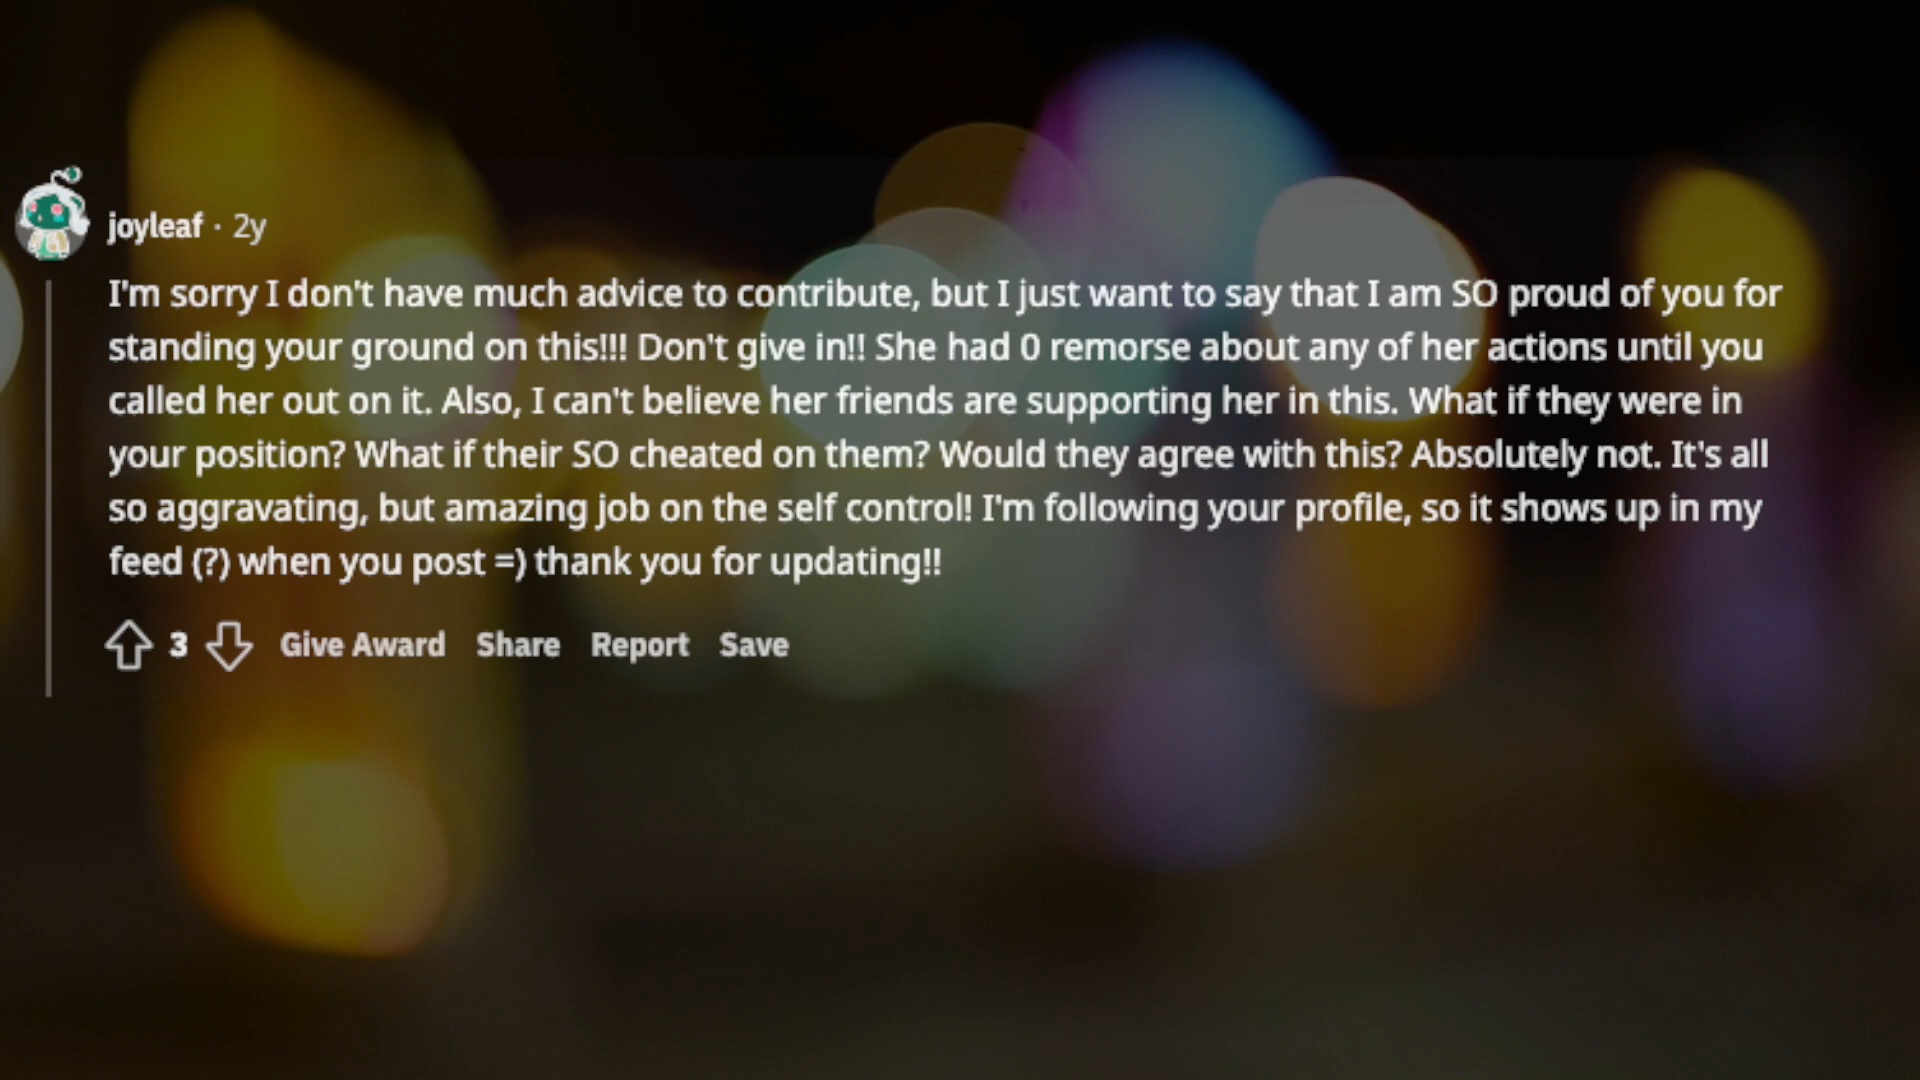 joyleaf · 2y
I'm sorry I don't have much advice to contribute, but I just want to say that I am SO proud of you for
standing your ground on this!!! Don't give in!! She had 0 remorse about any of her actions until you
called her out on it. Also, I can't believe her friends are supporting her in this. What if they were in
your position? What if their SO cheated on them? Would they agree with this? Absolutely not. It's all
so aggravating, but amazing job on the self control! I'm following your profile, so it shows up in my
feed (?) when you post =) thank you for updating!!
3 Give Award Share Report Save